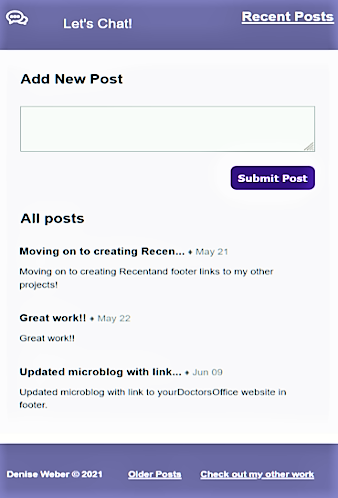 Let's Chat!
Recent Posts
Add New Post
Submit Post
All posts
Moving on to creating Recen... ♦ May 21
Moving on to creating Recentand footer links to my other
projects!
Great work!! ♦ May 22
Great work!!
Updated microblog with link... ♦ Jun 09
Updated microblog with link to yourDoctorsOffice website in
footer.
Denise Weber © 2021
Older Posts
Check out my other work